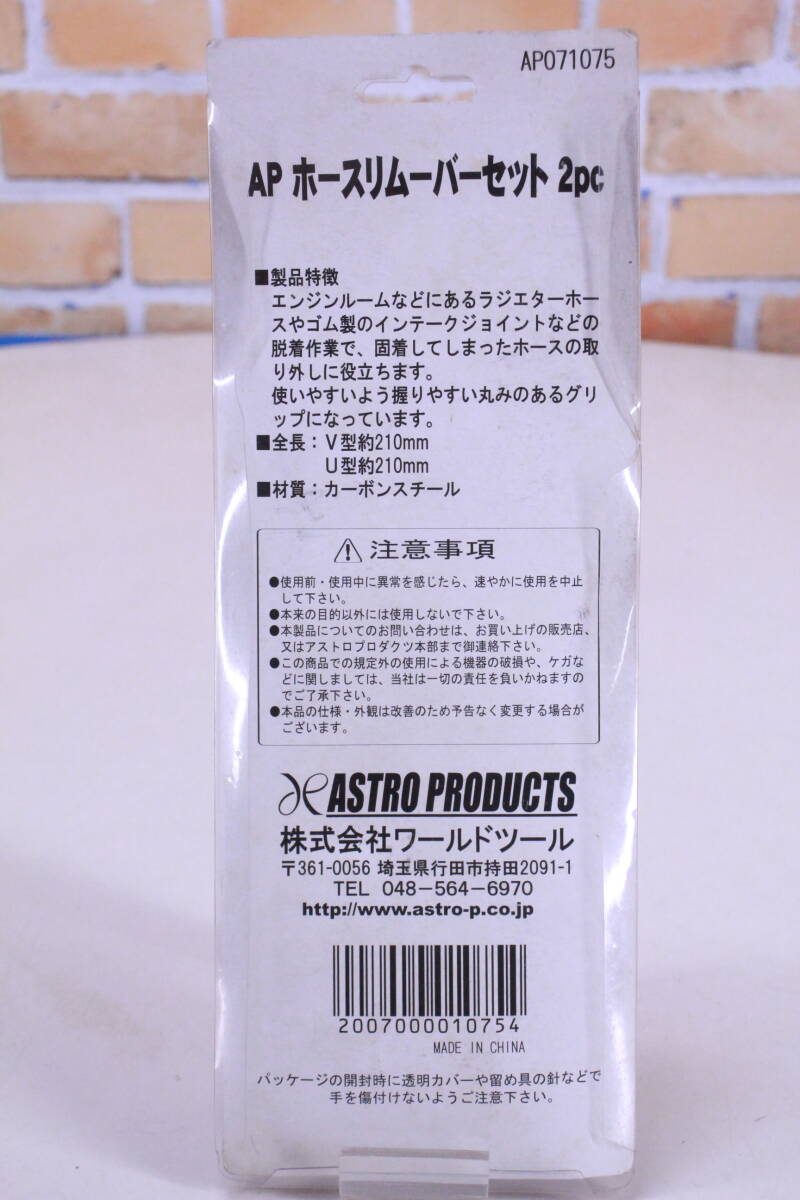 AP071075
AP ホースリムーバーセット 2pc
■製品特徴
エンジンルームなどにあるラジエターホー
スやゴム製のインテークジョイントなどの
脱着作業で、固着してしまったホースの取
り外しに役立ちます。
使いやすいよう握りやすい丸みのあるグリ
ップになっています。
■全長：V型約210mm
U型約210mm
■材質：カーボンスチール
⚠注意事項
●使用前・使用中に異常を感じたら、速やかに使用を中止
して下さい。
●本来の目的以外には使用しないで下さい。
●本製品についてのお問い合わせは、お買い上げの販売店、
又はアストロプロダクツ本部まで御連絡下さい。
●この商品での規定外の使用による機器の破損や、ケガな
どに関しましては、当社は一切の責任を負いかねますの
でご了承下さい。
●本品の仕様・外観は改善のため予告なく変更する場合が
ございます。
ASTRO PRODUCTS
株式会社ワールドツール
〒361-0056 埼玉県行田市持田2091-1
TEL 048-564-6970
http://www.astro-p.co.jp
2007000010754
MADE IN CHINA
パッケージの開封時に透明カバーや留め具の針などで
手を傷付けないようご注意下さい。